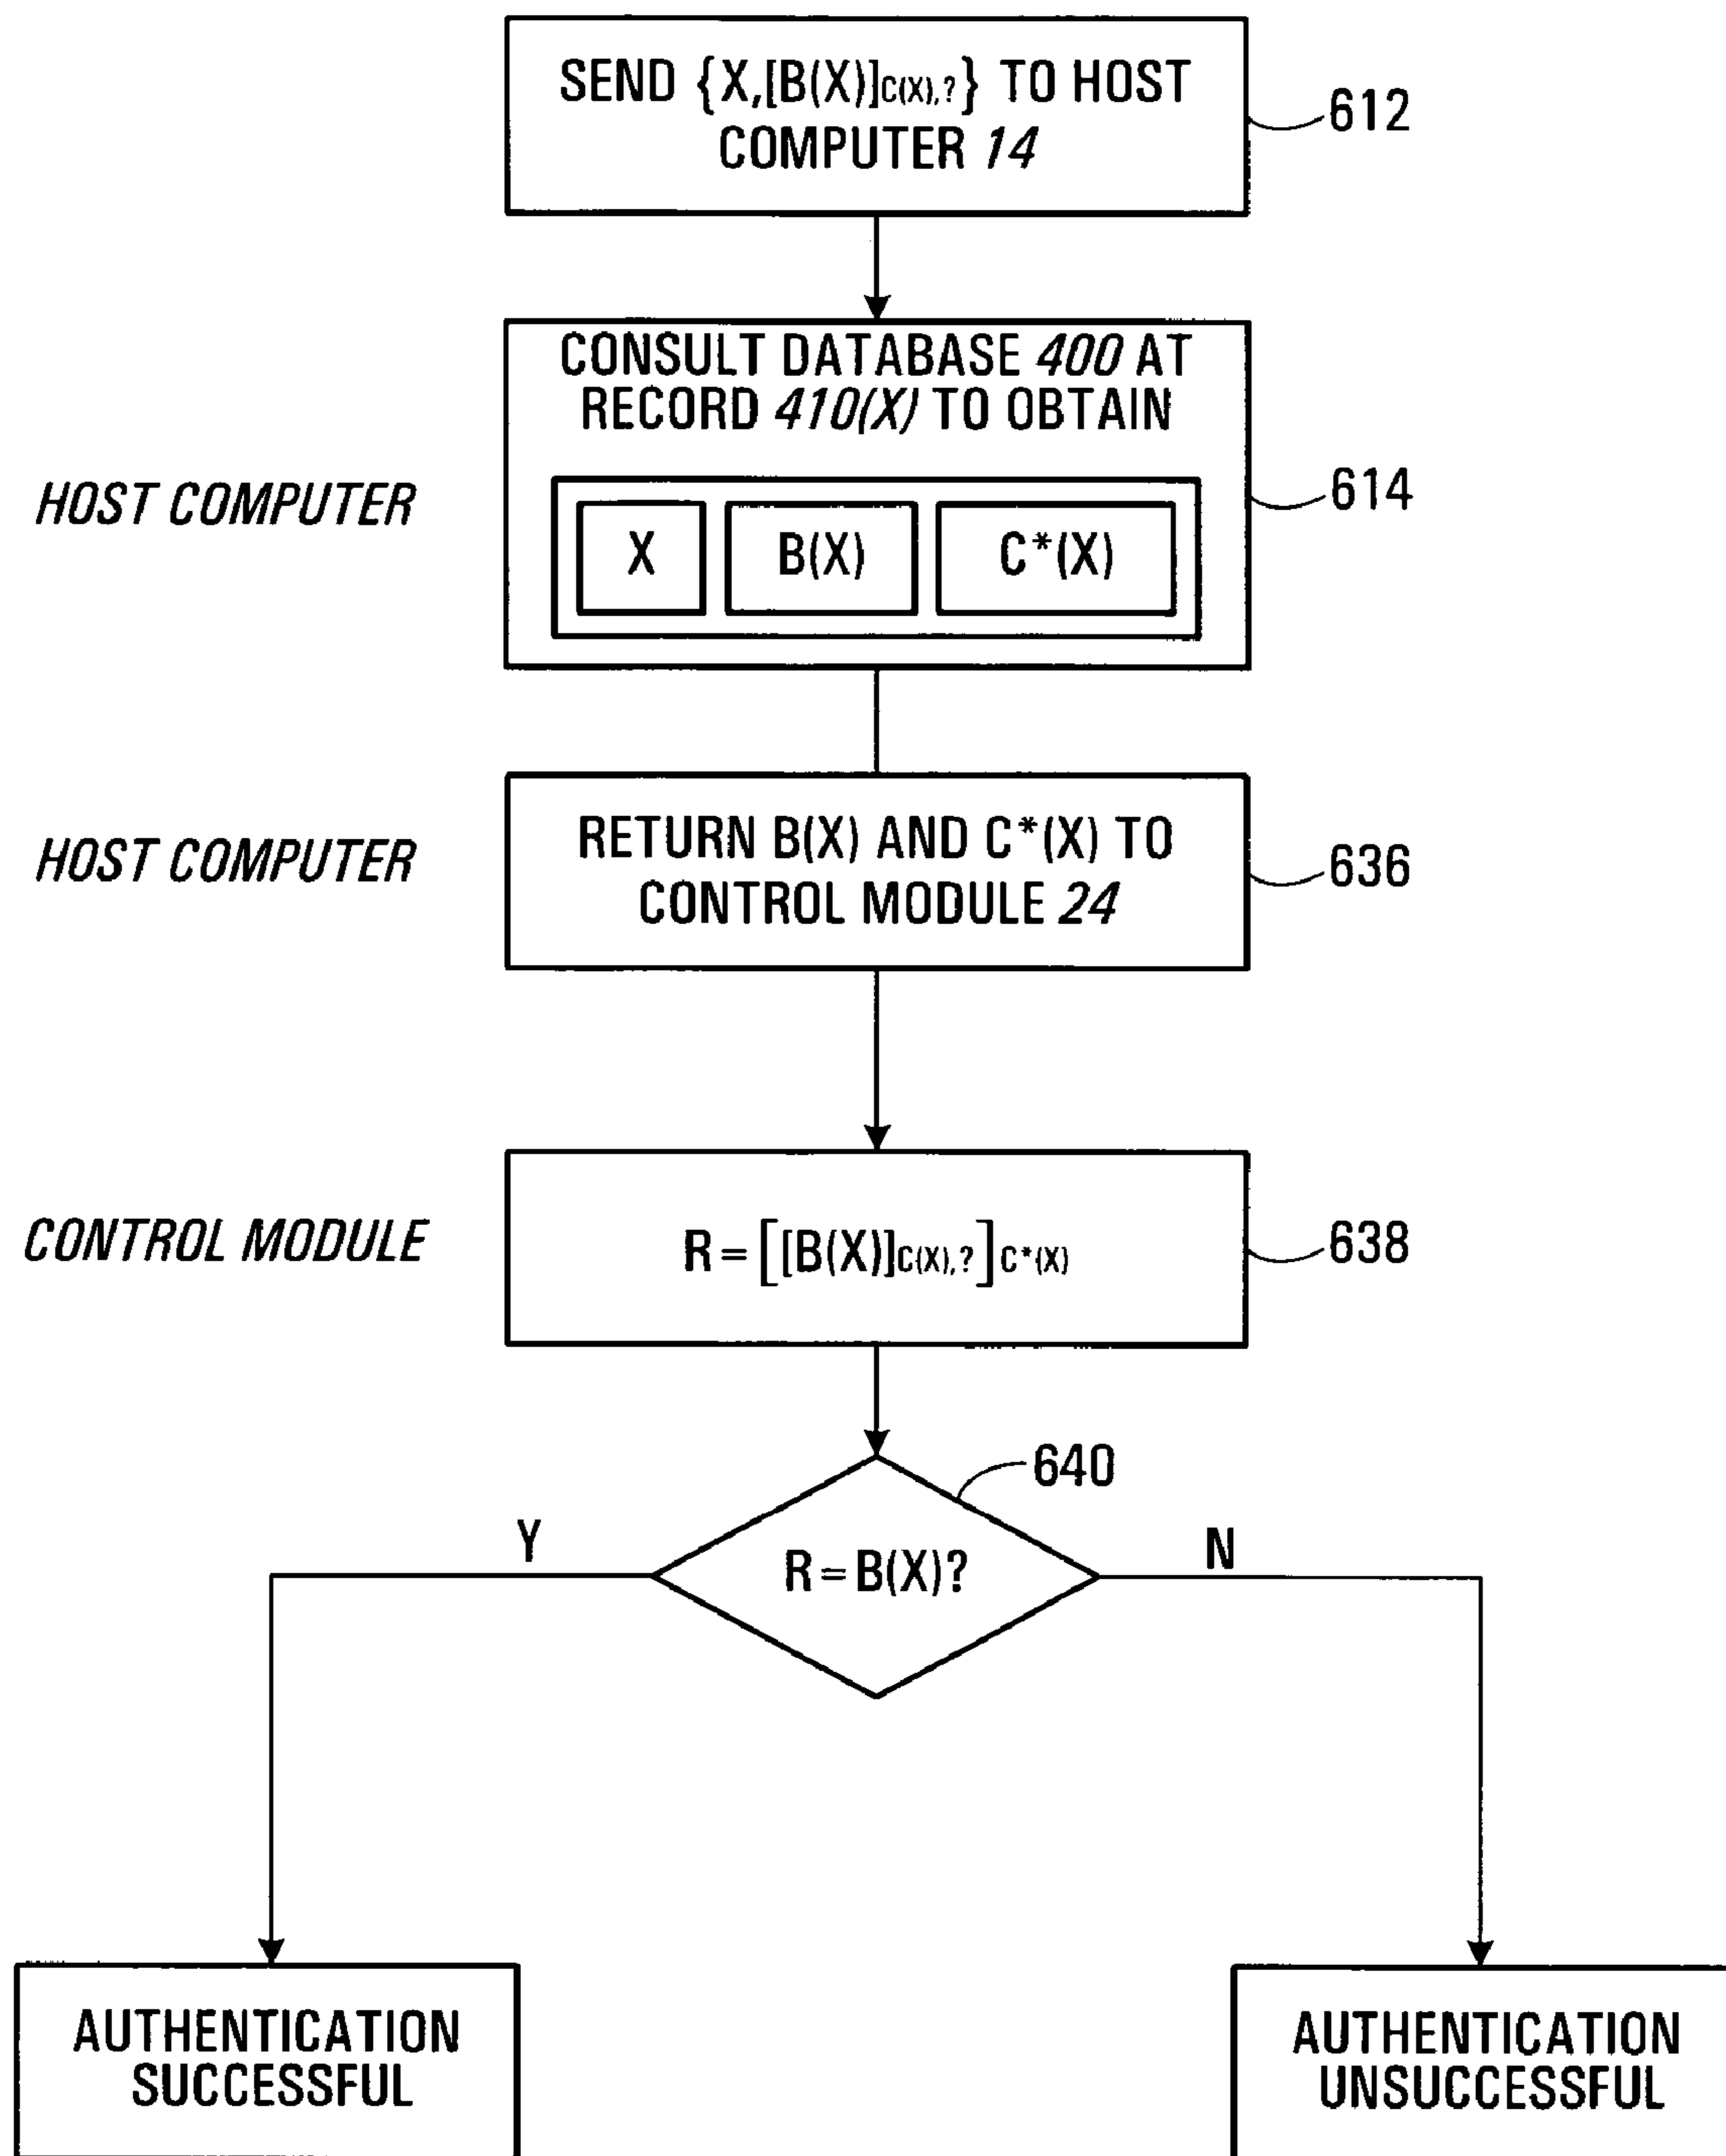 SEND {X,[B(X)]C(X),?} TO HOST
COMPUTER 14
612
CONSULT DATABASE 400 AT
RECORD 410(X) TO OBTAIN
HOST COMPUTER
614
X
B(X)
C*(X)
HOST COMPUTER
RETURN B(X) AND C*(X) TO
CONTROL MODULE 24
636
CONTROL MODULE
R=[[B(X)]C(X),?]C*(X)
638
640
Y
R=B(X)?
N
AUTHENTICATION
SUCCESSFUL
AUTHENTICATION
UNSUCCESSFUL